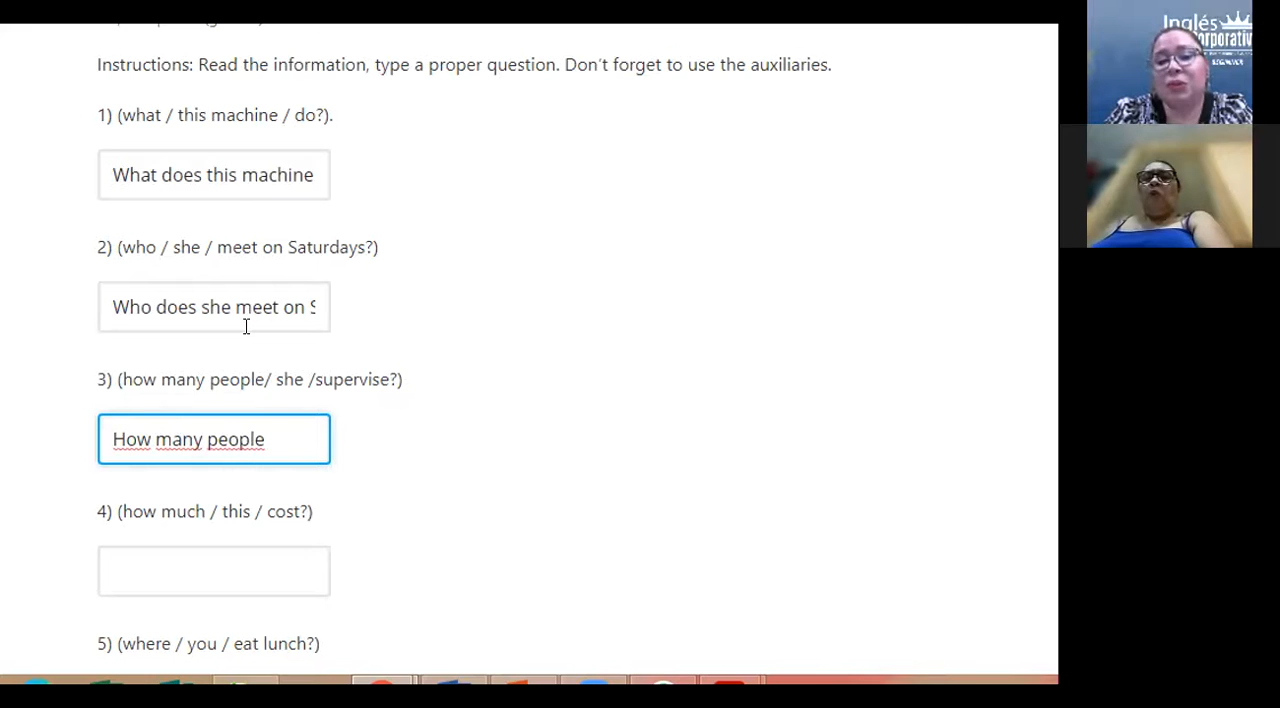 Instructions: Read the information, type a proper question. Don't forget to use the auxiliaries.
1) (what / this machine / do?).
What does this machine
2) (who / she / meet on Saturdays?)
Who does she meet on S
3) (how many people/ she /supervise?)
How many people
4) (how much / this / cost?)
5) (where / you / eat lunch?)
Inglés